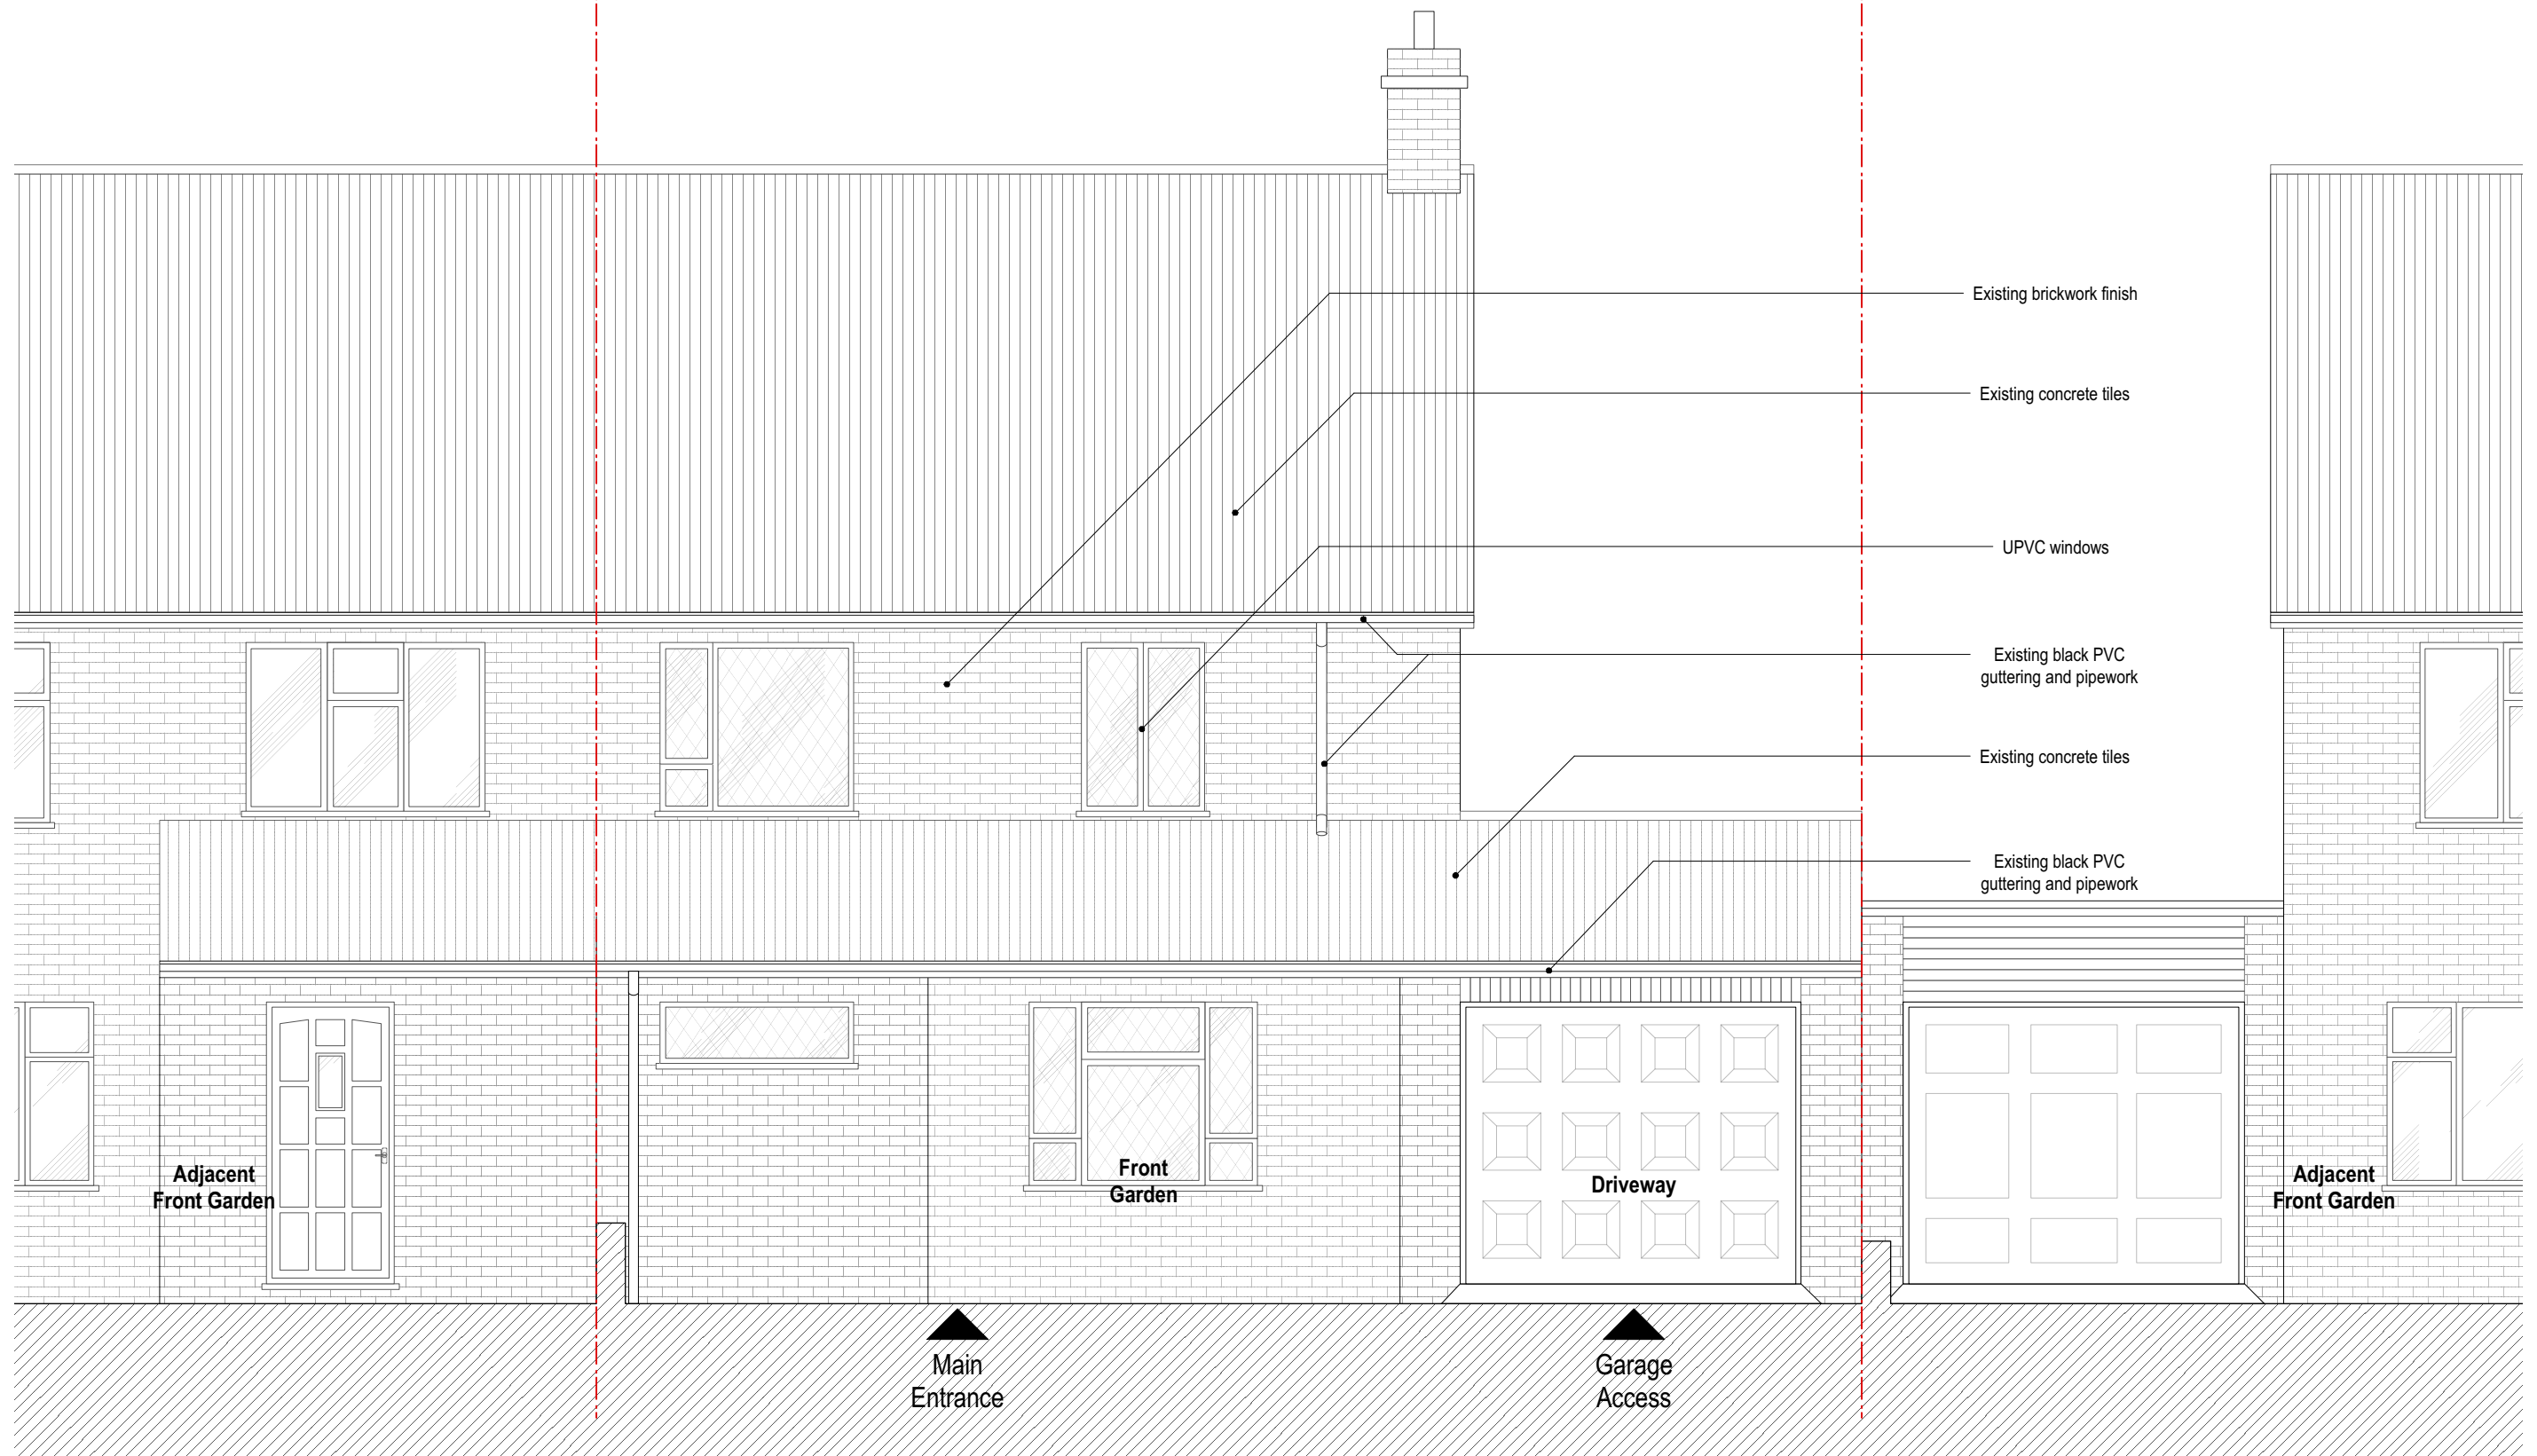 Existing brickwork finish
Existing concrete tiles
UPVC windows
Existing black PVC
guttering and pipework
Existing concrete tiles
Existing black PVC
guttering and pipework
Adjacent
Front Garden
Front
Garden
Driveway
Adjacent
Front Garden
Main
Entrance
Garage
Access